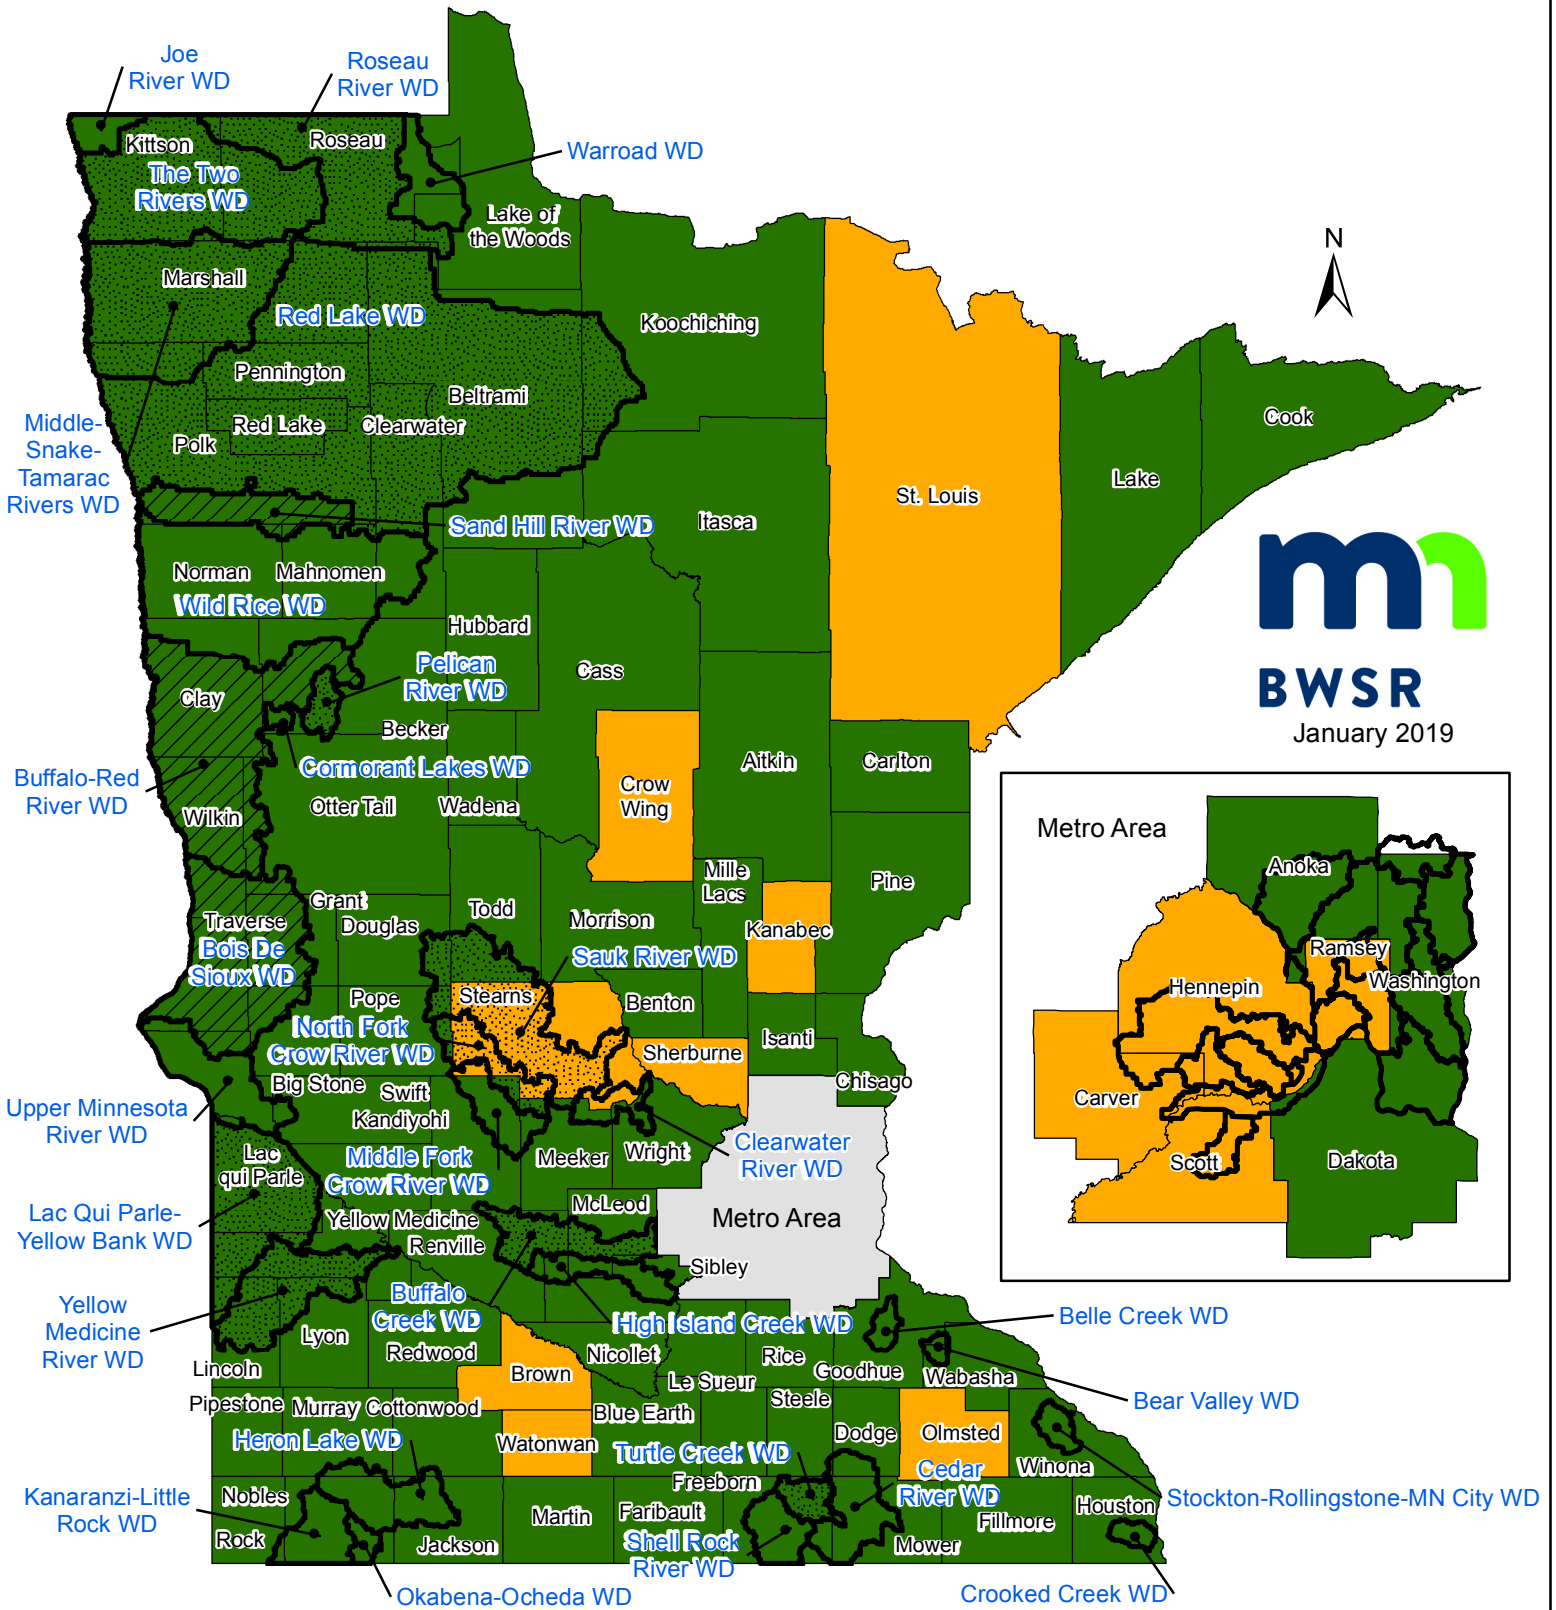 Joe
River WD
Roseau
River WD
Kittson
Roseau
Warroad WD
The Two
Rivers WD
Lake of
the Woods
N
Marshall
Red Lake WD
Koochiching
Pennington
Beltrami
Cook
Middle-
Snake-
Tamarac
Rivers WD
Red Lake
Clearwater
Polk
Lake
St. Louis
Sand Hill River WD
Itasca
Norman
Mahnomen
Wild Rice WD
mn
Hubbard
Pelican
River WD
Cass
BWSR
January 2019
Clay
Becker
Cormorant Lakes WD
Aitkin
Carlton
Buffalo-Red
River WD
Crow
Wing
Otter Tail
Wadena
Wilkin
Metro Area
Mille
Lacs
Pine
Anoka
Grant
Douglas
Todd
Morrison
Kanabec
Traverse
Bois De
Sioux WD
Sauk River WD
Ramsey
Washington
Hennepin
Pope
Stearns
Benton
North Fork
Crow River WD
Isanti
Sherburne
Chisago
Big Stone
Swift
Kandiyohi
Carver
Upper Minnesota
River WD
Clearwater
River WD
Lac
qui Parle
Middle Fork
Crow River WD
Meeker
Wright
Scott
Dakota
Lac Qui Parle-
Yellow Bank WD
McLeod
Metro Area
Yellow Medicine
Renville
Sibley
Yellow
Medicine
River WD
Buffalo
Creek WD
High Island Creek WD
Belle Creek WD
Lyon
Redwood
Nicollet
Rice
Goodhue
Lincoln
Brown
Le Sueur
Wabasha
Pipestone
Murray
Cottonwood
Blue Earth
Steele
Bear Valley WD
Heron Lake WD
Watonwan
Turtle Creek WD
Dodge
Olmsted
Cedar
River WD
Winona
Kanaranzi-Little
Rock WD
Nobles
Freeborn
Houston
Stockton-Rollingstone-MN City WD
Rock
Jackson
Martin
Faribault
Shell Rock
River WD
Fillmore
Mower
Okabena-Ocheda WD
Crooked Creek WD